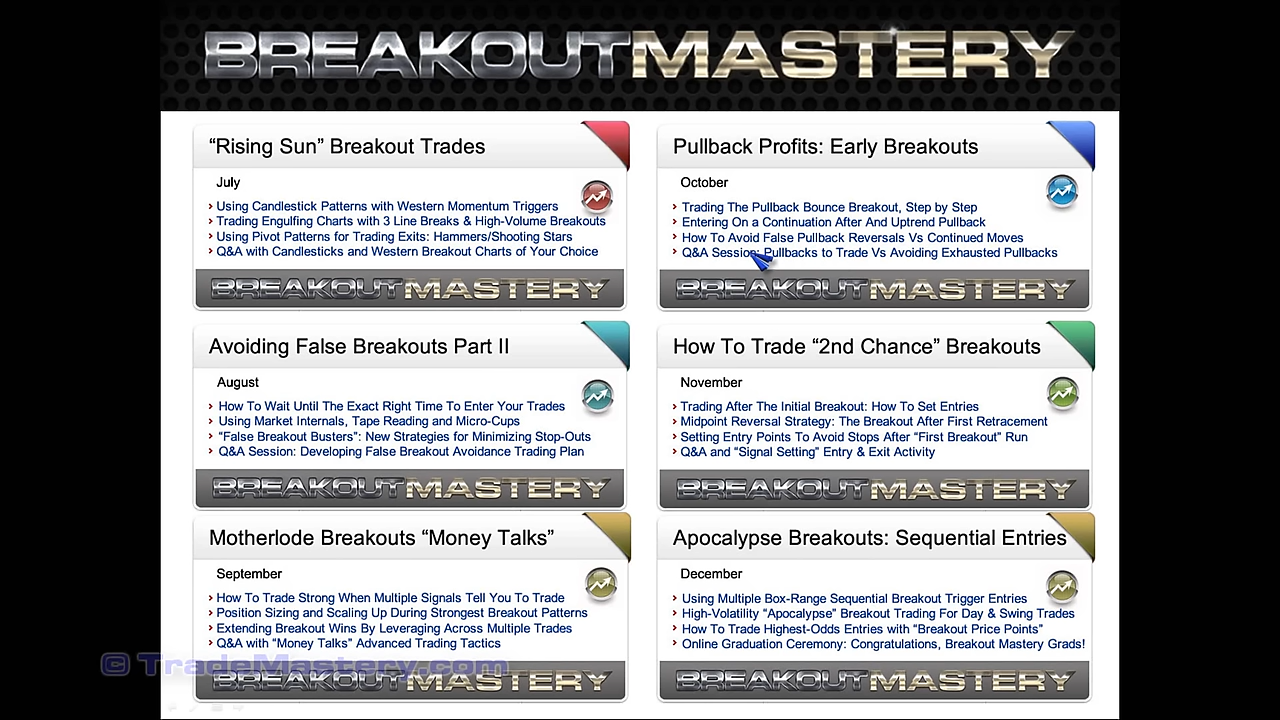 BREAKOUTMASTERY
“Rising Sun” Breakout Trades
July
Using Candlestick Patterns with Western Momentum Triggers
Trading Engulfing Charts with 3 Line Breaks & High-Volume Breakouts
Using Pivot Patterns for Trading Exits: Hammers/Shooting Stars
Q&A with Candlesticks and Western Breakout Charts of Your Choice
BREAKOUTMASTERY
Pullback Profits: Early Breakouts
October
Trading The Pullback Bounce Breakout, Step by Step
Entering On a Continuation After And Uptrend Pullback
How To Avoid False Pullback Reversals Vs Continued Moves
Q&A Session: Pullbacks to Trade Vs Avoiding Exhausted Pullbacks
BREAKOUTMASTERY
Avoiding False Breakouts Part II
August
How To Wait Until The Exact Right Time To Enter Your Trades
Using Market Internals, Tape Reading and Micro-Cups
“False Breakout Busters”: New Strategies for Minimizing Stop-Outs
Q&A Session: Developing False Breakout Avoidance Trading Plan
BREAKOUTMASTERY
How To Trade “2nd Chance” Breakouts
November
Trading After The Initial Breakout: How To Set Entries
Midpoint Reversal Strategy: The Breakout After First Retracement
Setting Entry Points To Avoid Stops After “First Breakout” Run
Q&A and “Signal Setting” Entry & Exit Activity
BREAKOUTMASTERY
Motherlode Breakouts “Money Talks”
September
How To Trade Strong When Multiple Signals Tell You To Trade
Position Sizing and Scaling Up During Strongest Breakout Patterns
Extending Breakout Wins By Leveraging Across Multiple Trades
Q&A with “Money Talks” Advanced Trading Tactics
BREAKOUTMASTERY
Apocalypse Breakouts: Sequential Entries
December
Using Multiple Box-Range Sequential Breakout Trigger Entries
High-Volatility “Apocalypse” Breakout Trading For Day & Swing Trades
How To Trade Highest-Odds Entries with “Breakout Price Points”
Online Graduation Ceremony: Congratulations, Breakout Mastery Grads!
BREAKOUTMASTERY
© TradeMastery.com